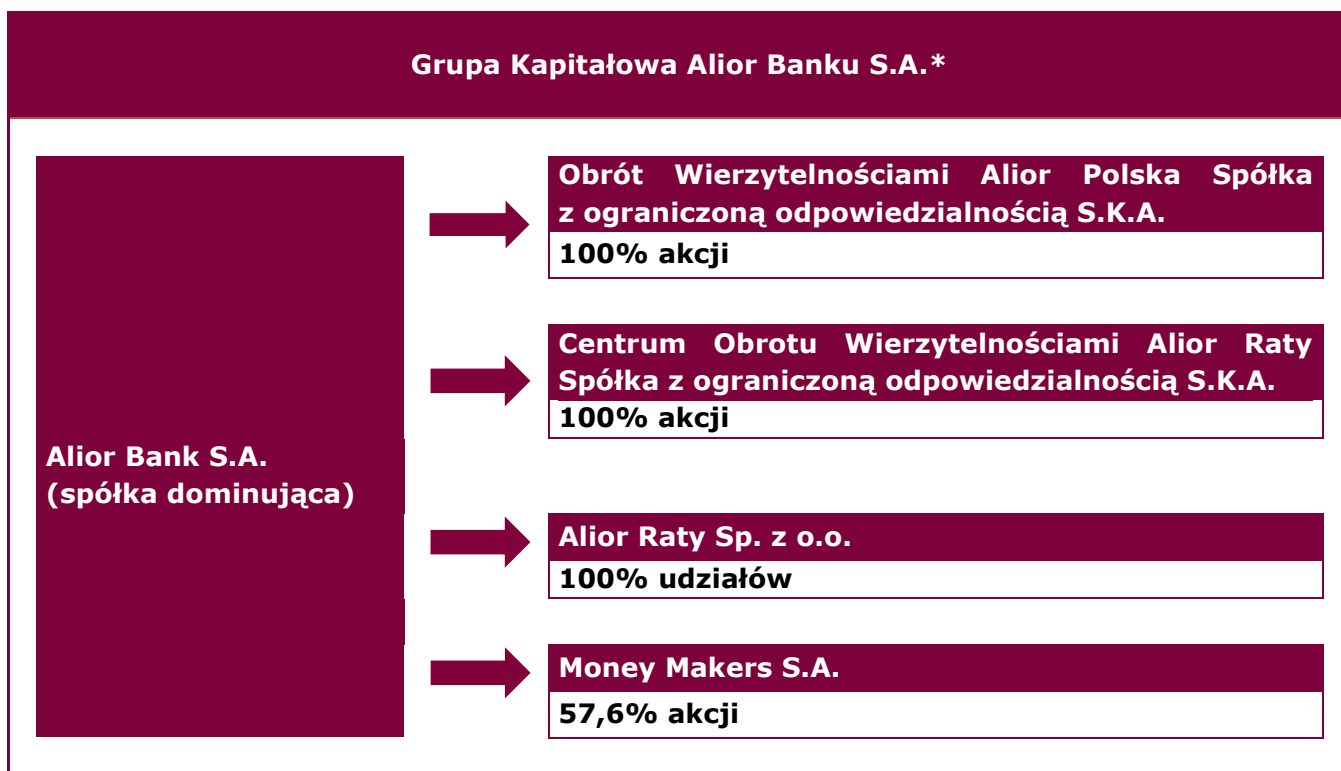 Grupa Kapitałowa Alior Banku S.A.*
Alior Bank S.A.
(spółka dominująca)
Obrót Wierzytelnościami Alior Polska Spółka
z ograniczoną odpowiedzialnością S.K.A.
100% akcji
Centrum Obrotu Wierzytelnościami Alior Raty
Spółka z ograniczoną odpowiedzialnością S.K.A.
100% akcji
Alior Raty Sp. z o.o.
100% udziałów
Money Makers S.A.
57,6% akcji